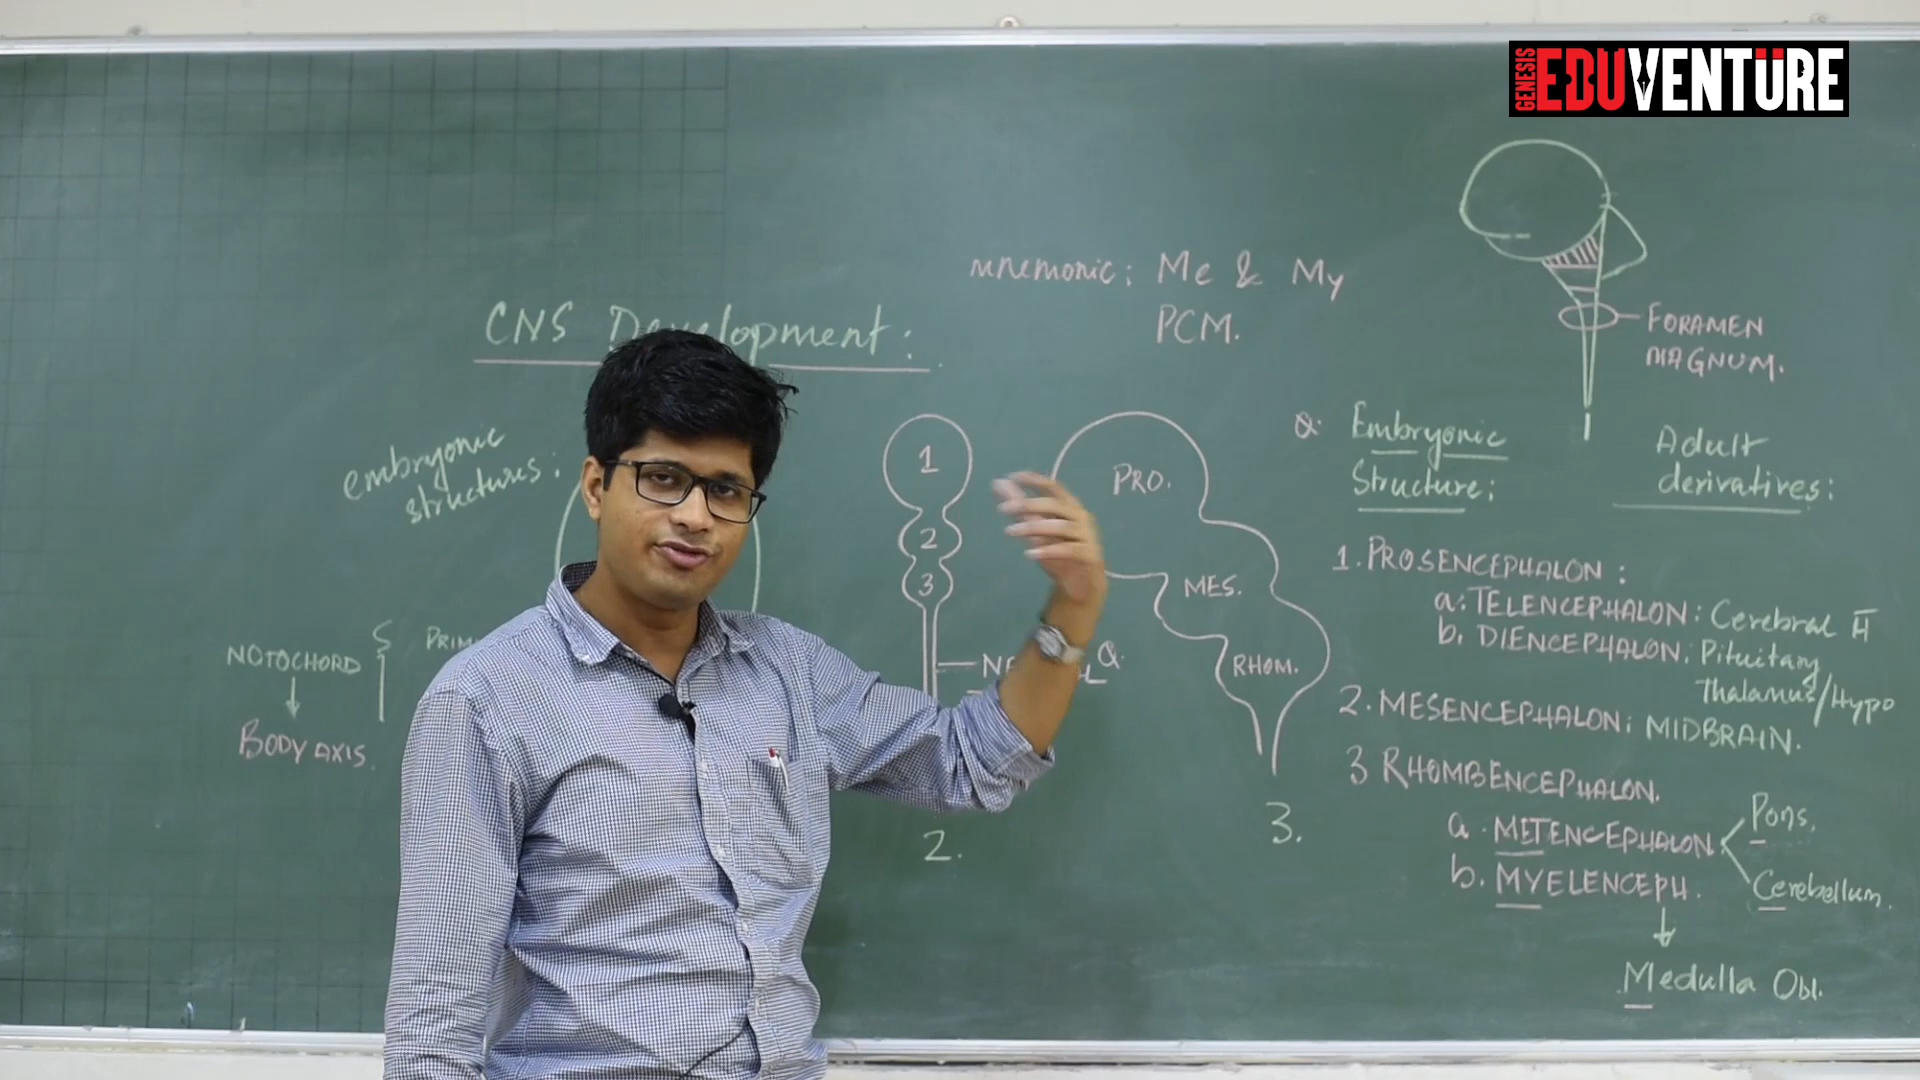 GENESIS EDUVENTÜRE
mnemonic: Me & My
PCM.
CNS Development:
FORAMEN
MAGNUM.
embryonic
structures:
1
2
3
PRO.
MES.
RHOM.
Q. Embryonic
Structure:
Adult
derivatives:
NOTOCHORD
BODY AXIS.
Q.
1. PROSENCEPHALON:
a. TELENCEPHALON: Cerebral H
b. DIENCEPHALON: Pituitary
Thalamus/Hypo
2. MESENCEPHALON: MIDBRAIN.
3 RHOMBENCEPHALON.
a. METENCEPHALON
Pons.
Cerebellum.
b. MYELENCEPH.
Medulla Obl.
2.
3.